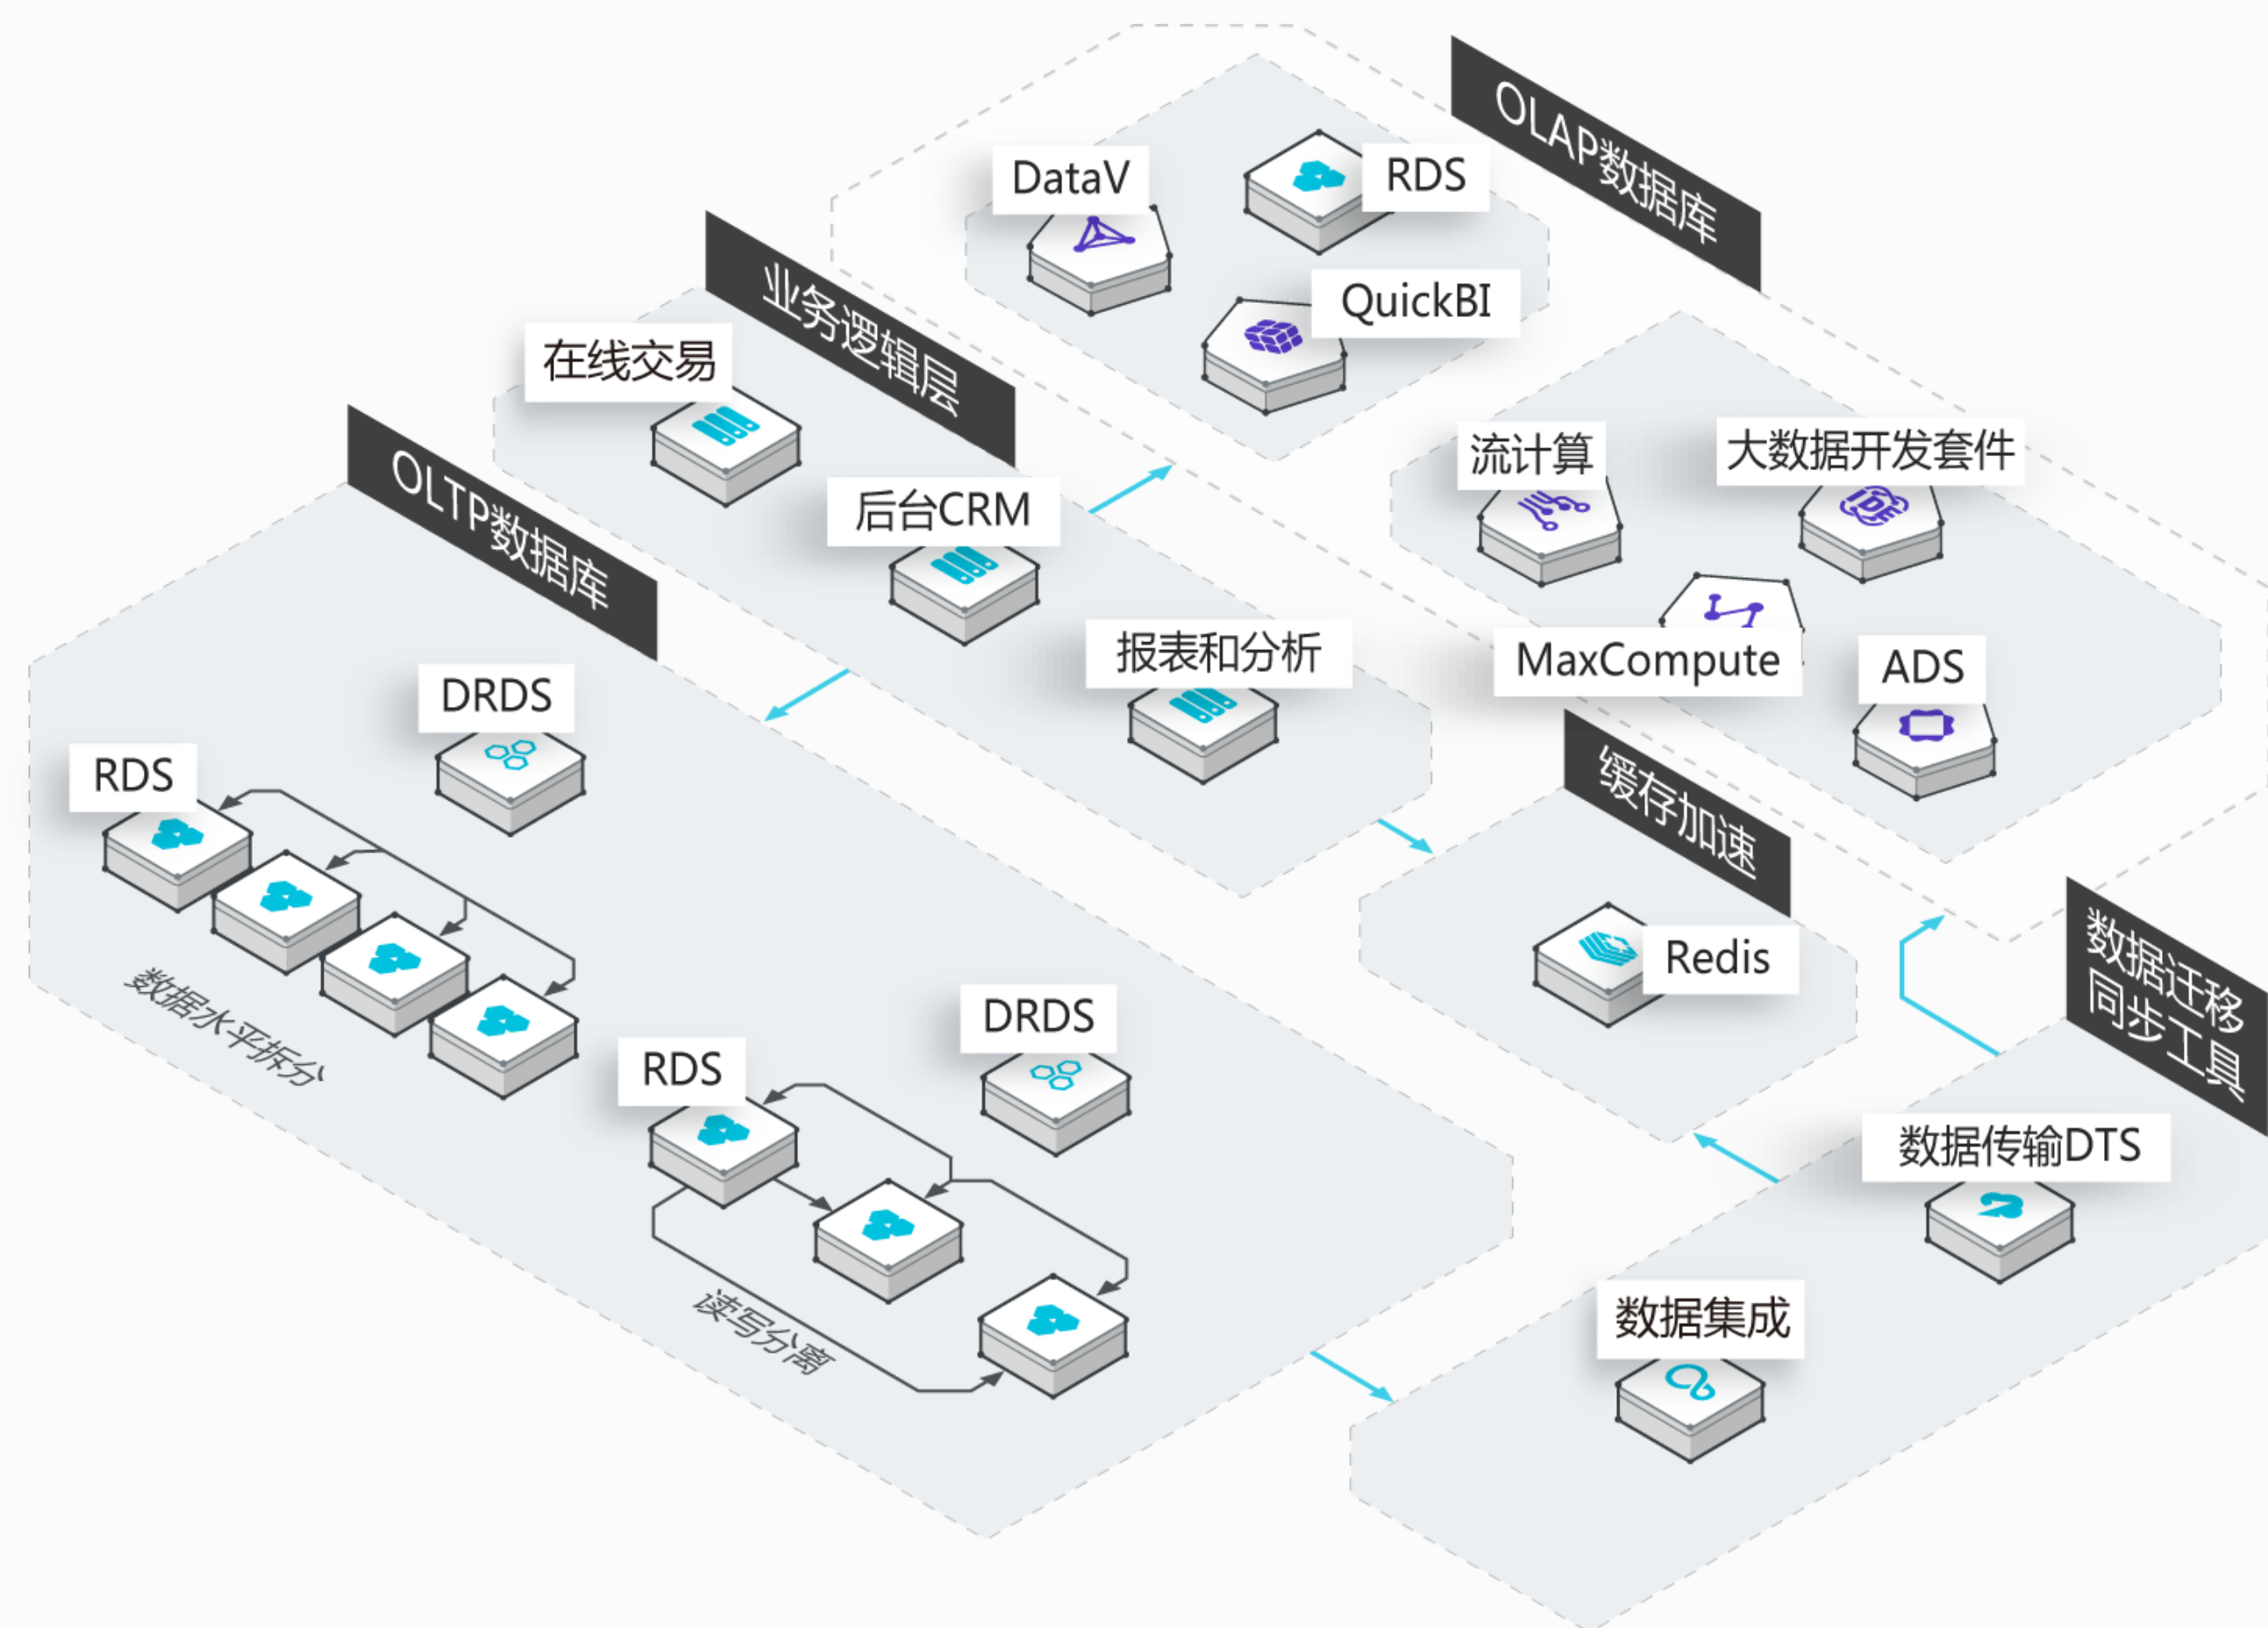 OLAP数据库
DataV
RDS
QuickBI
业务逻辑层
在线交易
后台CRM
报表和分析
流计算
大数据开发套件
MaxCompute
ADS
OLTP数据库
DRDS
RDS
数据水平拆分
RDS
DRDS
读写分离
缓存加速
Redis
数据迁移
同步工具
数据传输DTS
数据集成
IDE